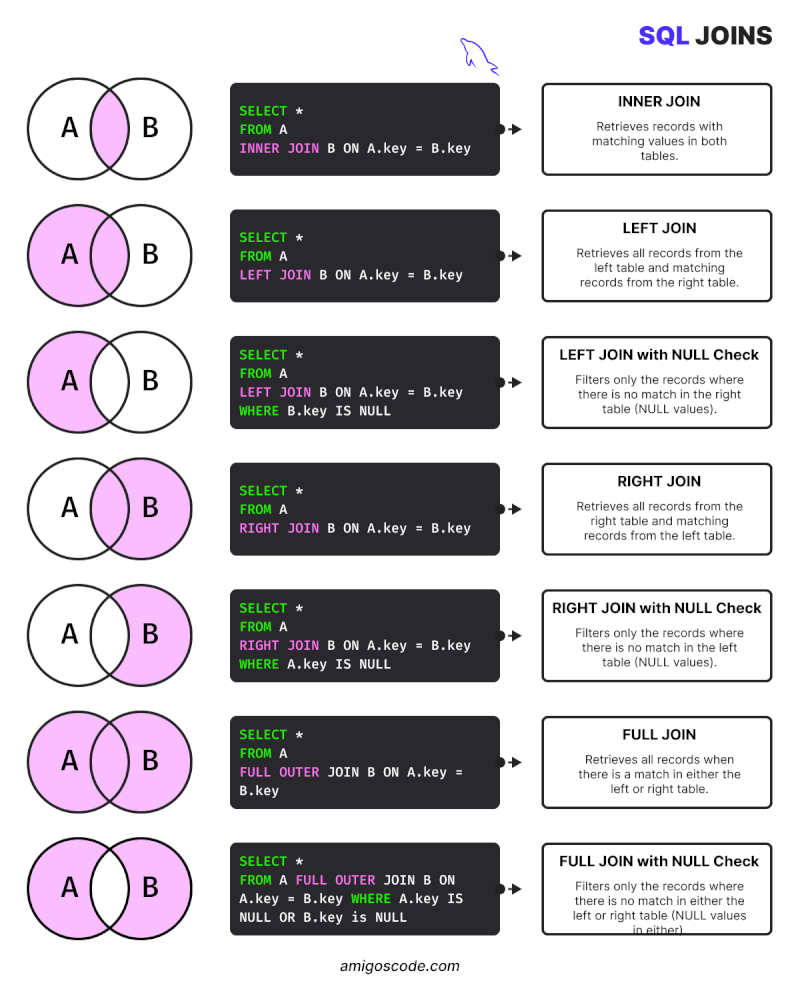 SQL JOINS
A B
SELECT *
FROM A
INNER JOIN B ON A.key = B.key
INNER JOIN
Retrieves records with
matching values in both
tables.
A B
SELECT *
FROM A
LEFT JOIN B ON A.key = B.key
LEFT JOIN
Retrieves all records from the
left table and matching
records from the right table.
A B
SELECT *
FROM A
LEFT JOIN B ON A.key = B.key
WHERE B.key IS NULL
LEFT JOIN with NULL Check
Filters only the records where
there is no match in the right
table (NULL values).
A B
SELECT *
FROM A
RIGHT JOIN B ON A.key = B.key
RIGHT JOIN
Retrieves all records from the
right table and matching
records from the left table.
A B
SELECT *
FROM A
RIGHT JOIN B ON A.key = B.key
WHERE A.key IS NULL
RIGHT JOIN with NULL Check
Filters only the records where
there is no match in the left
table (NULL values).
A B
SELECT *
FROM A
FULL OUTER JOIN B ON A.key =
B.key
FULL JOIN
Retrieves all records when
there is a match in either the
left or right table.
A B
SELECT *
FROM A FULL OUTER JOIN B ON
A.key = B.key WHERE A.key IS
NULL OR B.key is NULL
FULL JOIN with NULL Check
Filters only the records where
there is no match in either the
left or right table (NULL values
in either)
amigoscode.com